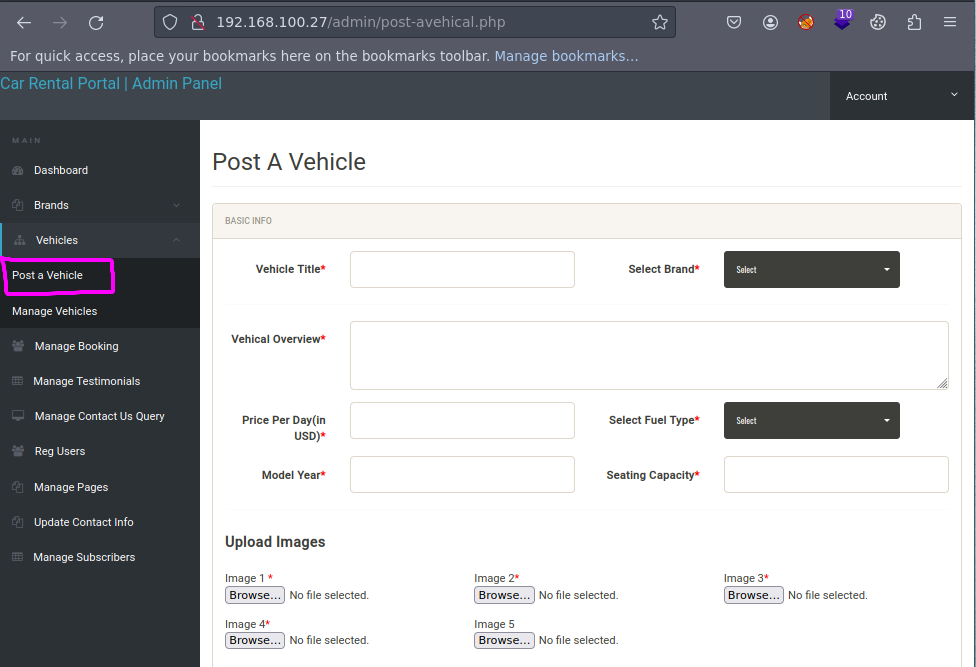 192.168.100.27/admin/post-avehical.php
10
For quick access, place your bookmarks here on the bookmarks toolbar. Manage bookmarks...
Car Rental Portal | Admin Panel
Account
MAIN
Dashboard
Brands
Vehicles
Post a Vehicle
Manage Vehicles
Manage Booking
Manage Testimonials
Manage Contact Us Query
Reg Users
Manage Pages
Update Contact Info
Manage Subscribers
Post A Vehicle
BASIC INFO
Vehicle Title*
Select Brand*
Select
Vehical Overview*
Price Per Day(in
USD)*
Select Fuel Type*
Select
Model Year*
Seating Capacity*
Upload Images
Image 1 *
Image 2*
Image 3*
Browse... No file selected.
Browse... No file selected.
Browse... No file selected.
Image 4*
Image 5
Browse... No file selected.
Browse... No file selected.